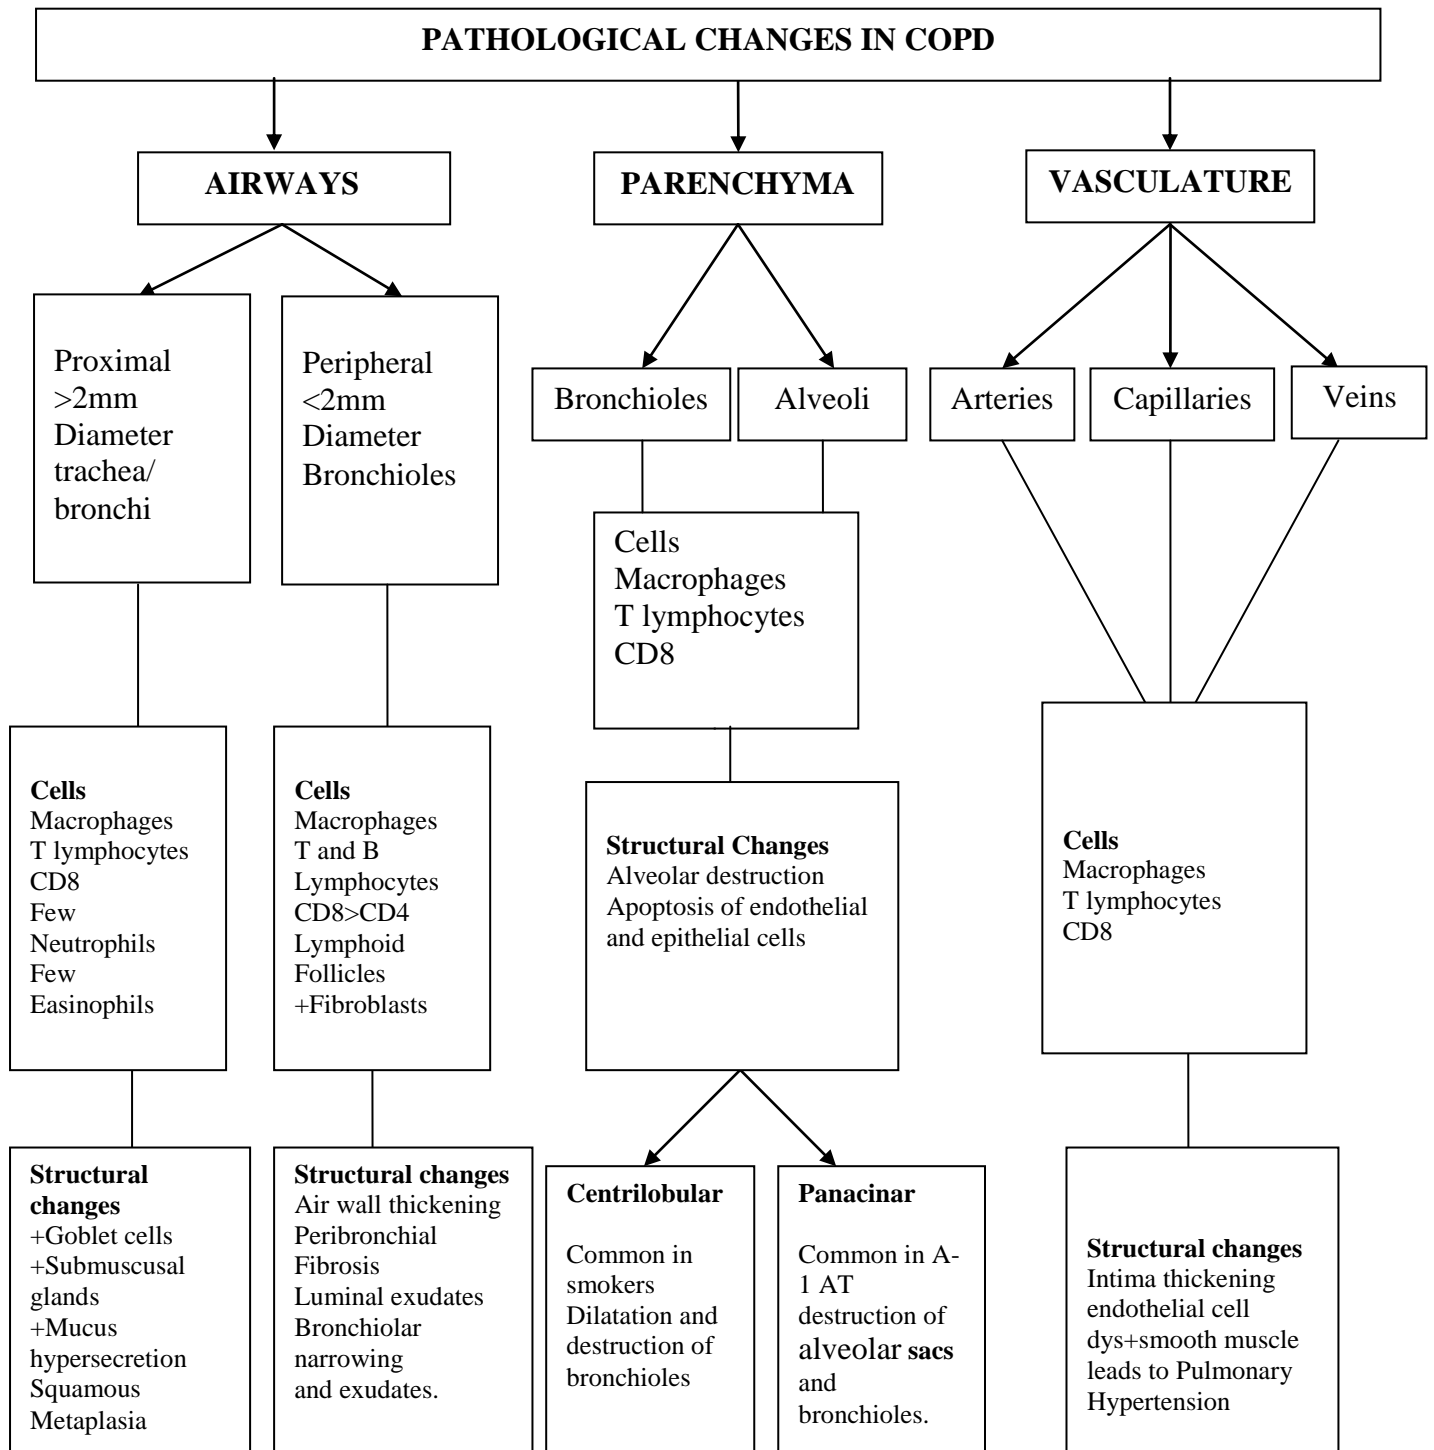 PATHOLOGICAL CHANGES IN COPD
AIRWAYS
PARENCHYMA
VASCULATURE
Proximal
>2mm
Diameter
trachea/
bronchi
Peripheral
<2mm
Diameter
Bronchioles
Bronchioles
Alveoli
Arteries
Capillaries
Veins
Cells
Macrophages
T lymphocytes
CD8
Cells
Macrophages
T lymphocytes
CD8
Few
Neutrophils
Few
Easinophils
Cells
Macrophages
T and B
Lymphocytes
CD8>CD4
Lymphoid
Follicles
+Fibroblasts
Structural Changes
Alveolar destruction
Apoptosis of endothelial
and epithelial cells
Cells
Macrophages
T lymphocytes
CD8
Structural
changes
+Goblet cells
+Submuscusal
glands
+Mucus
hypersecretion
Squamous
Metaplasia
Structural changes
Air wall thickening
Peribronchial
Fibrosis
Luminal exudates
Bronchiolar
narrowing
and exudates.
Centrilobular
Common in
smokers
Dilatation and
destruction of
bronchioles
Panacinar
Common in A-
1 AT
destruction of
alveolar sacs
and
bronchioles.
Structural changes
Intima thickening
endothelial cell
dys+smooth muscle
leads to Pulmonary
Hypertension